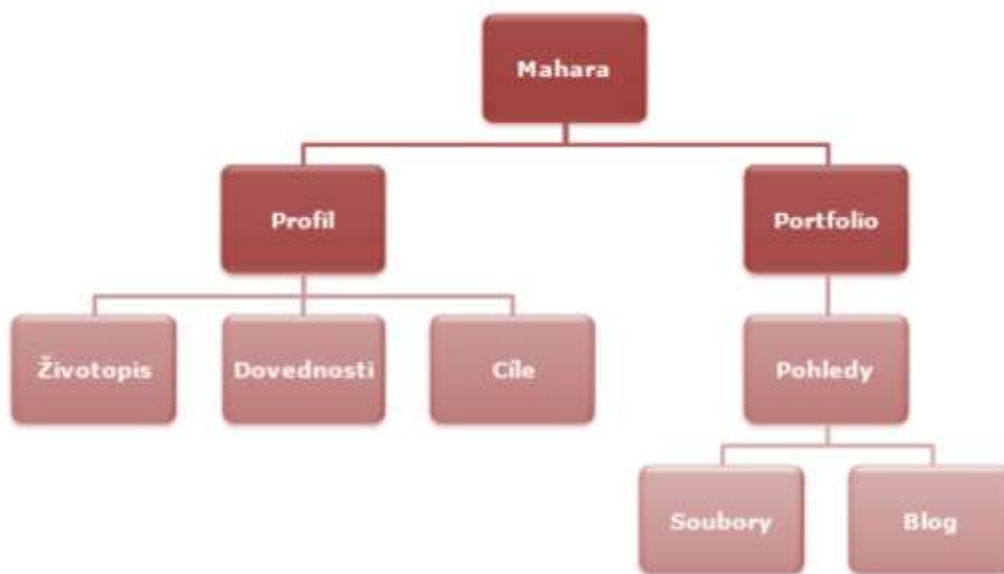 Mahara
Profil
Portfolio
Životopis
Dovednosti
Cíle
Pohledy
Soubory
Blog